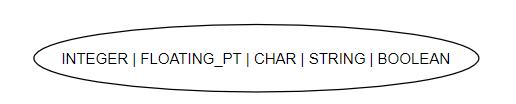 INTEGER | FLOATING_PT | CHAR | STRING | BOOLEAN